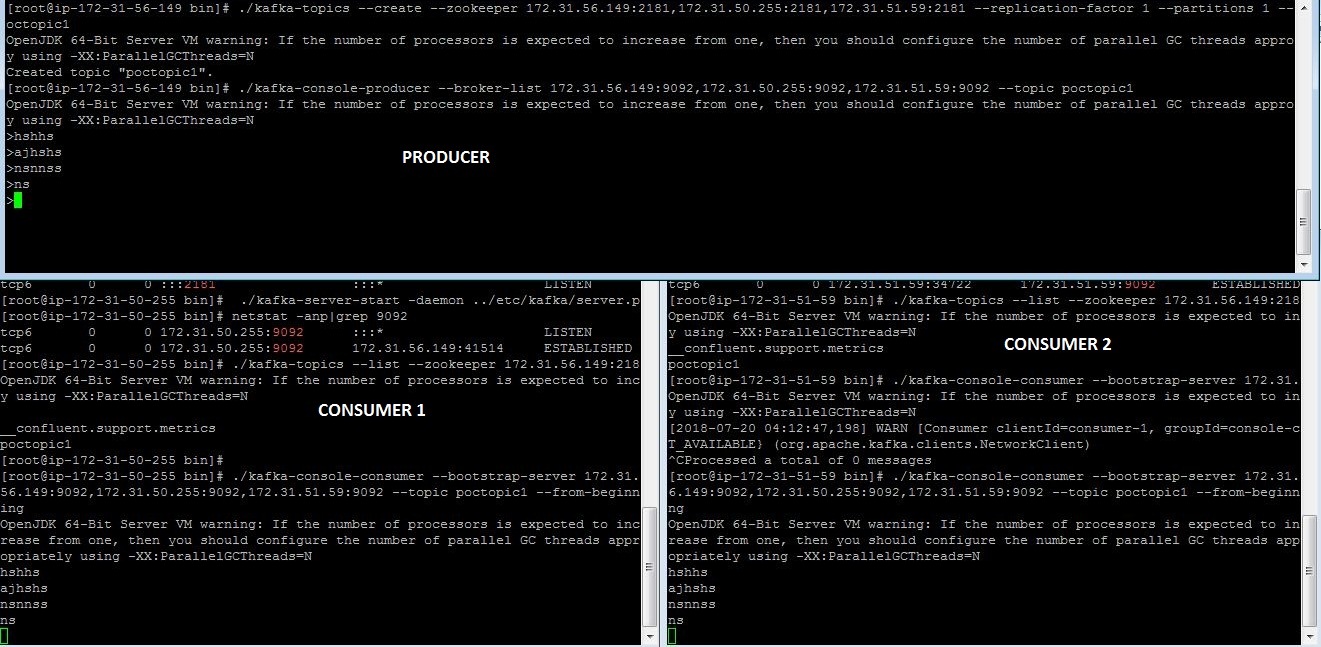 [root@ip-172-31-56-149 bin]# ./kafka-topics --create --zookeeper 172.31.56.149:2181,172.31.50.255:2181,172.31.51.59:2181 --replication-factor 1 --partitions 1 --
octopic1
OpenJDK 64-Bit Server VM warning: If the number of processors is expected to increase from one, then you should configure the number of parallel GC threads appro
y using -XX:ParallelGCThreads=N
Created topic "poctopic1".
[root@ip-172-31-56-149 bin]# ./kafka-console-producer --broker-list 172.31.56.149:9092,172.31.50.255:9092,172.31.51.59:9092 --topic poctopic1
OpenJDK 64-Bit Server VM warning: If the number of processors is expected to increase from one, then you should configure the number of parallel GC threads appro
y using -XX:ParallelGCThreads=N
>hshhs
>ajhshs
>nsnnss
>ns
>
PRODUCER
tcp6 0 0 :::2181 :::* LISTEN
[root@ip-172-31-50-255 bin]# ./kafka-server-start -daemon ../etc/kafka/server.p
[root@ip-172-31-50-255 bin]# netstat -anp|grep 9092
tcp6 0 0 172.31.50.255:9092 :::* LISTEN
tcp6 0 0 172.31.50.255:9092 172.31.56.149:41514 ESTABLISHED
[root@ip-172-31-50-255 bin]# ./kafka-topics --list --zookeeper 172.31.56.149:218
OpenJDK 64-Bit Server VM warning: If the number of processors is expected to inc
y using -XX:ParallelGCThreads=N
CONSUMER 1
__confluent.support.metrics
poctopic1
[root@ip-172-31-50-255 bin]#
[root@ip-172-31-50-255 bin]# ./kafka-console-consumer --bootstrap-server 172.31.
56.149:9092,172.31.50.255:9092,172.31.51.59:9092 --topic poctopic1 --from-beginn
ing
OpenJDK 64-Bit Server VM warning: If the number of processors is expected to inc
rease from one, then you should configure the number of parallel GC threads appr
opriately using -XX:ParallelGCThreads=N
hshhs
ajhshs
nsnnss
ns
tcp6 0 0 172.31.51.59:34722 172.31.51.59:9092 ESTABLISHED
[root@ip-172-31-51-59 bin]# ./kafka-topics --list --zookeeper 172.31.56.149:218
OpenJDK 64-Bit Server VM warning: If the number of processors is expected to in
y using -XX:ParallelGCThreads=N
__confluent.support.metrics
CONSUMER 2
poctopic1
[root@ip-172-31-51-59 bin]# ./kafka-console-consumer --bootstrap-server 172.31.
OpenJDK 64-Bit Server VM warning: If the number of processors is expected to in
y using -XX:ParallelGCThreads=N
[2018-07-20 04:12:47,198] WARN [Consumer clientId=consumer-1, groupId=console-c
T_AVAILABLE} (org.apache.kafka.clients.NetworkClient)
^CProcessed a total of 0 messages
[root@ip-172-31-51-59 bin]# ./kafka-console-consumer --bootstrap-server 172.31.
6.149:9092,172.31.50.255:9092,172.31.51.59:9092 --topic poctopic1 --from-beginn
ng
OpenJDK 64-Bit Server VM warning: If the number of processors is expected to in
rease from one, then you should configure the number of parallel GC threads app
opriately using -XX:ParallelGCThreads=N
hshhs
ajhshs
nsnnss
ns